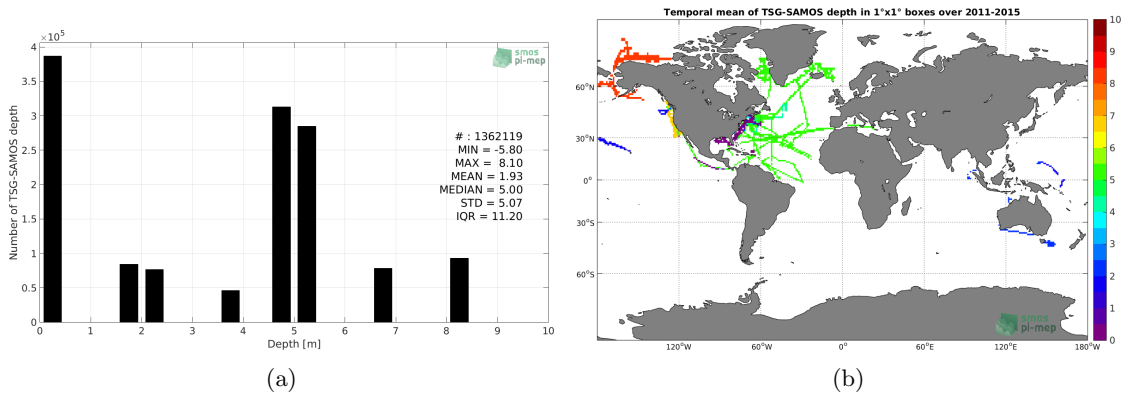 Temporal mean of TSG-SAMOS depth in 1°x1° boxes over 2011-2015
×10⁵
smos
pi-mep
Number of TSG-SAMOS depth
4
3.5
3
2.5
2
1.5
1
0.5
0
# : 1362119
MIN = -5.80
MAX = 8.10
MEAN = 1.93
MEDIAN = 5.00
STD = 5.07
IQR = 11.20
0 1 2 3 4 5 6 7 8 9 10
Depth [m]
(a)
60°N
30°N
0°
30°S
60°S
120°W 60°W 0° 60°E 120°E 180°W
smos
pi-mep
10
9
8
7
6
5
4
3
2
1
0
(b)